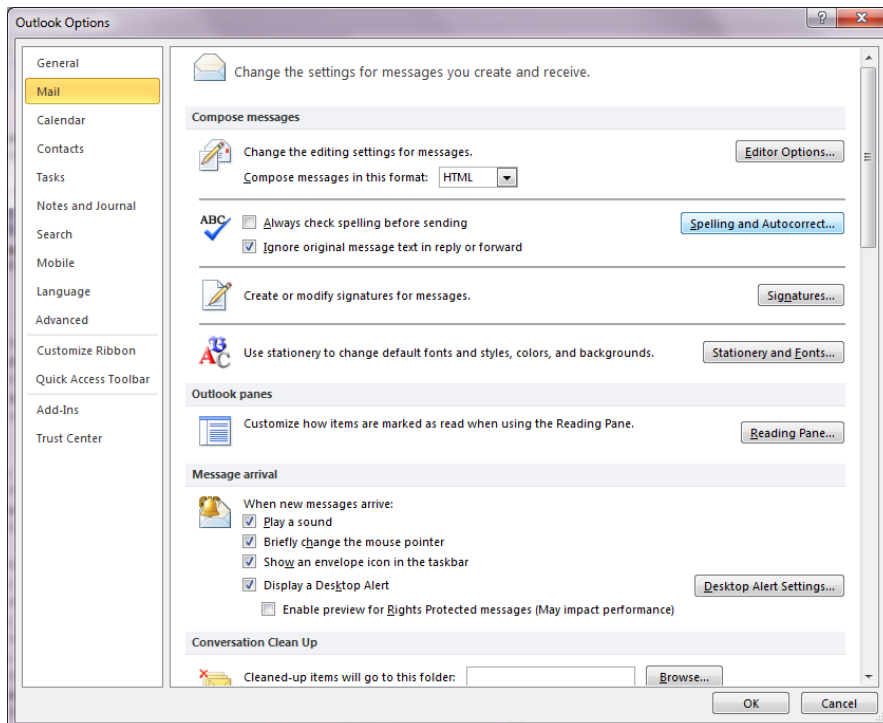 Outlook Options
General
Mail
Calendar
Contacts
Tasks
Notes and Journal
Search
Mobile
Language
Advanced
Customize Ribbon
Quick Access Toolbar
Add-Ins
Trust Center
Change the settings for messages you create and receive.
Compose messages
Change the editing settings for messages.
Editor Options...
Compose messages in this format: HTML
ABC
Always check spelling before sending
Spelling and Autocorrect...
Ignore original message text in reply or forward
Create or modify signatures for messages.
Signatures...
Use stationery to change default fonts and styles, colors, and backgrounds.
Stationery and Fonts...
Outlook panes
Customize how items are marked as read when using the Reading Pane.
Reading Pane...
Message arrival
When new messages arrive:
Play a sound
Briefly change the mouse pointer
Show an envelope icon in the taskbar
Display a Desktop Alert
Desktop Alert Settings...
Enable preview for Rights Protected messages (May impact performance)
Conversation Clean Up
Cleaned-up items will go to this folder:
Browse...
OK
Cancel